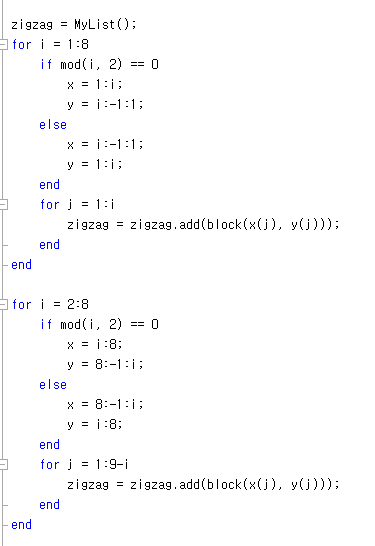 zigzag = MyList();
for i = 1:8
    if mod(i, 2) == 0
        x = 1:i;
        y = i:-1:1;
    else
        x = i:-1:1;
        y = 1:i;
    end
    for j = 1:i
        zigzag = zigzag.add(block(x(j), y(j)));
    end
end

for i = 2:8
    if mod(i, 2) == 0
        x = i:8;
        y = 8:-1:i;
    else
        x = 8:-1:i;
        y = i:8;
    end
    for j = 1:9-i
        zigzag = zigzag.add(block(x(j), y(j)));
    end
end